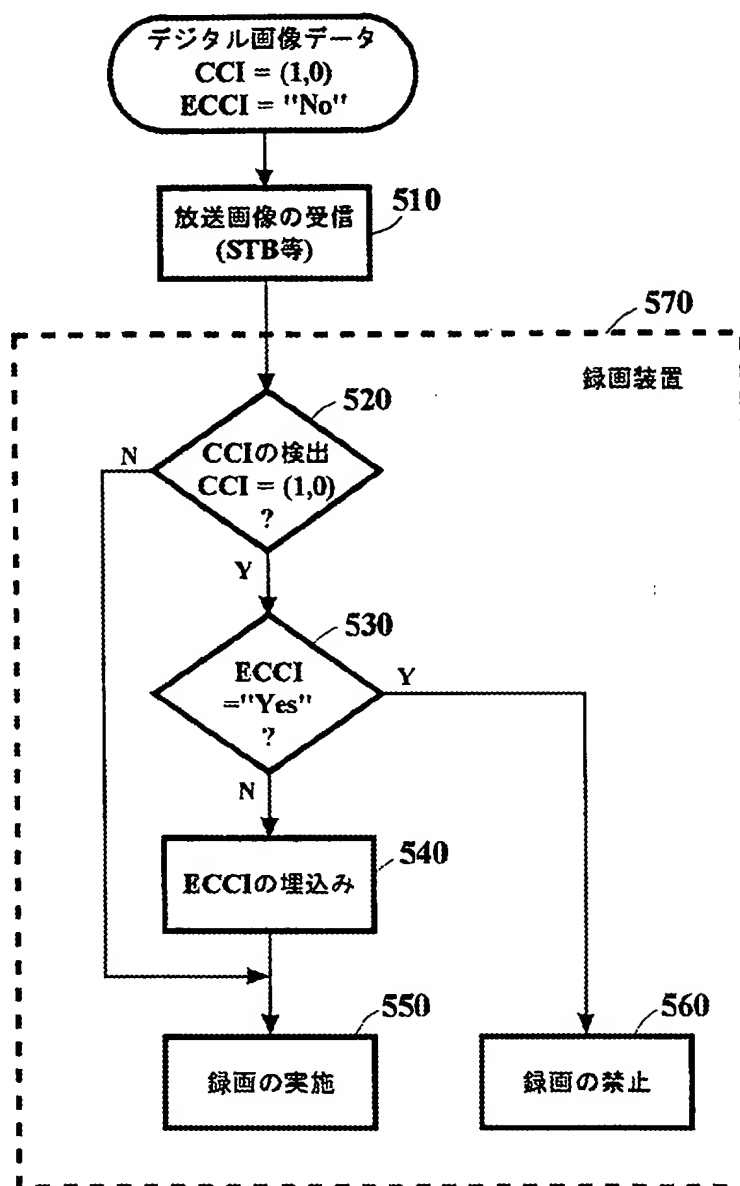 デジタル画像データ
CCI = (1,0)
ECCI = "No"
放送画像の受信
(STB等)
510
570
録画装置
520
CCIの検出
CCI = (1,0)
?
N
Y
530
ECCI
="Yes"
?
Y
N
540
ECCIの埋込み
550
録画の実施
560
録画の禁止